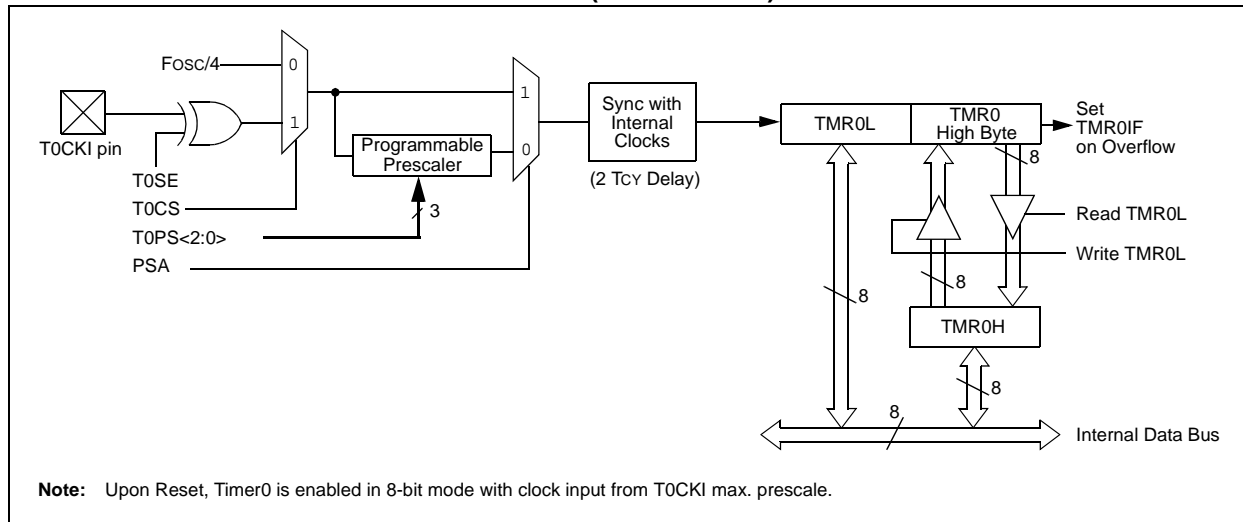 Fosc/4
0
1
T0CKI pin
T0SE
T0CS
T0PS<2:0>
PSA
Programmable
Prescaler
3
1
0
Sync with
Internal
Clocks
(2 TCY Delay)
TMR0L
TMR0
High Byte
Set
TMR0IF
on Overflow
8
Read TMR0L
Write TMR0L
8
8
TMR0H
8
8
Internal Data Bus
Note: Upon Reset, Timer0 is enabled in 8-bit mode with clock input from T0CKI max. prescale.